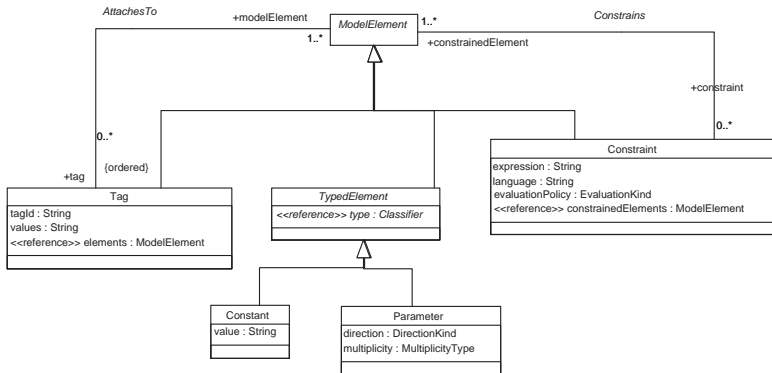 AttachesTo
+modelElement
1..*
ModelElement
1..*
Constrains
+constrainedElement
+constraint
0..*
0..*
{ordered}
+tag
Tag
tagId : String
values : String
<<reference>> elements : ModelElement
TypedElement
<<reference>> type : Classifier
Constraint
expression : String
language : String
evaluationPolicy : EvaluationKind
<<reference>> constrainedElements : ModelElement
Constant
value : String
Parameter
direction : DirectionKind
multiplicity : MultiplicityType